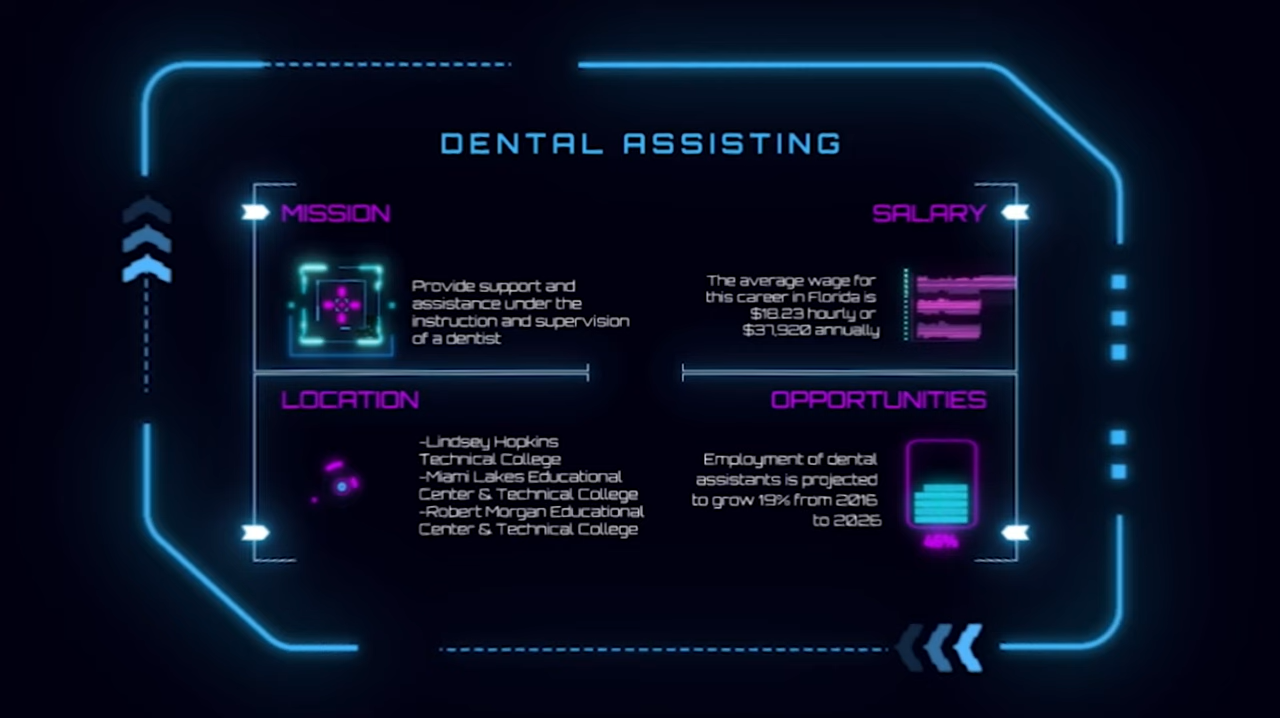 DENTAL ASSISTING
MISSION
Provide support and
assistance under the
instruction and supervision
of a dentist
SALARY
The average wage for
this career in Florida is
$18.23 hourly or
$37,920 annually
LOCATION
-Lindsey Hopkins
Technical College
-Miami Lakes Educational
Center & Technical College
-Robert Morgan Educational
Center & Technical College
OPPORTUNITIES
Employment of dental
assistants is projected
to grow 19% from 2016
to 2026